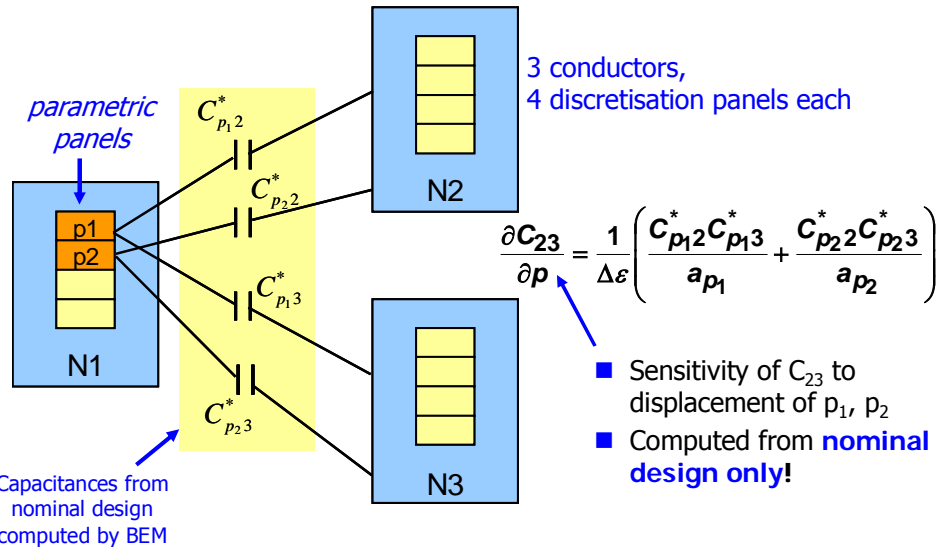 3 conductors,
4 discretisation panels each
parametric
panels
C*p₁2
C*p₂2
C*p₁3
C*p₂3
p1
p2
N1
N2
N3
∂C₂₃/∂p = 1/Δε (C*p₁2 C*p₁3 / ap₁ + C*p₂2 C*p₂3 / ap₂)
■ Sensitivity of C₂₃ to
displacement of p₁, p₂
■ Computed from nominal
design only!
Capacitances from
nominal design
computed by BEM